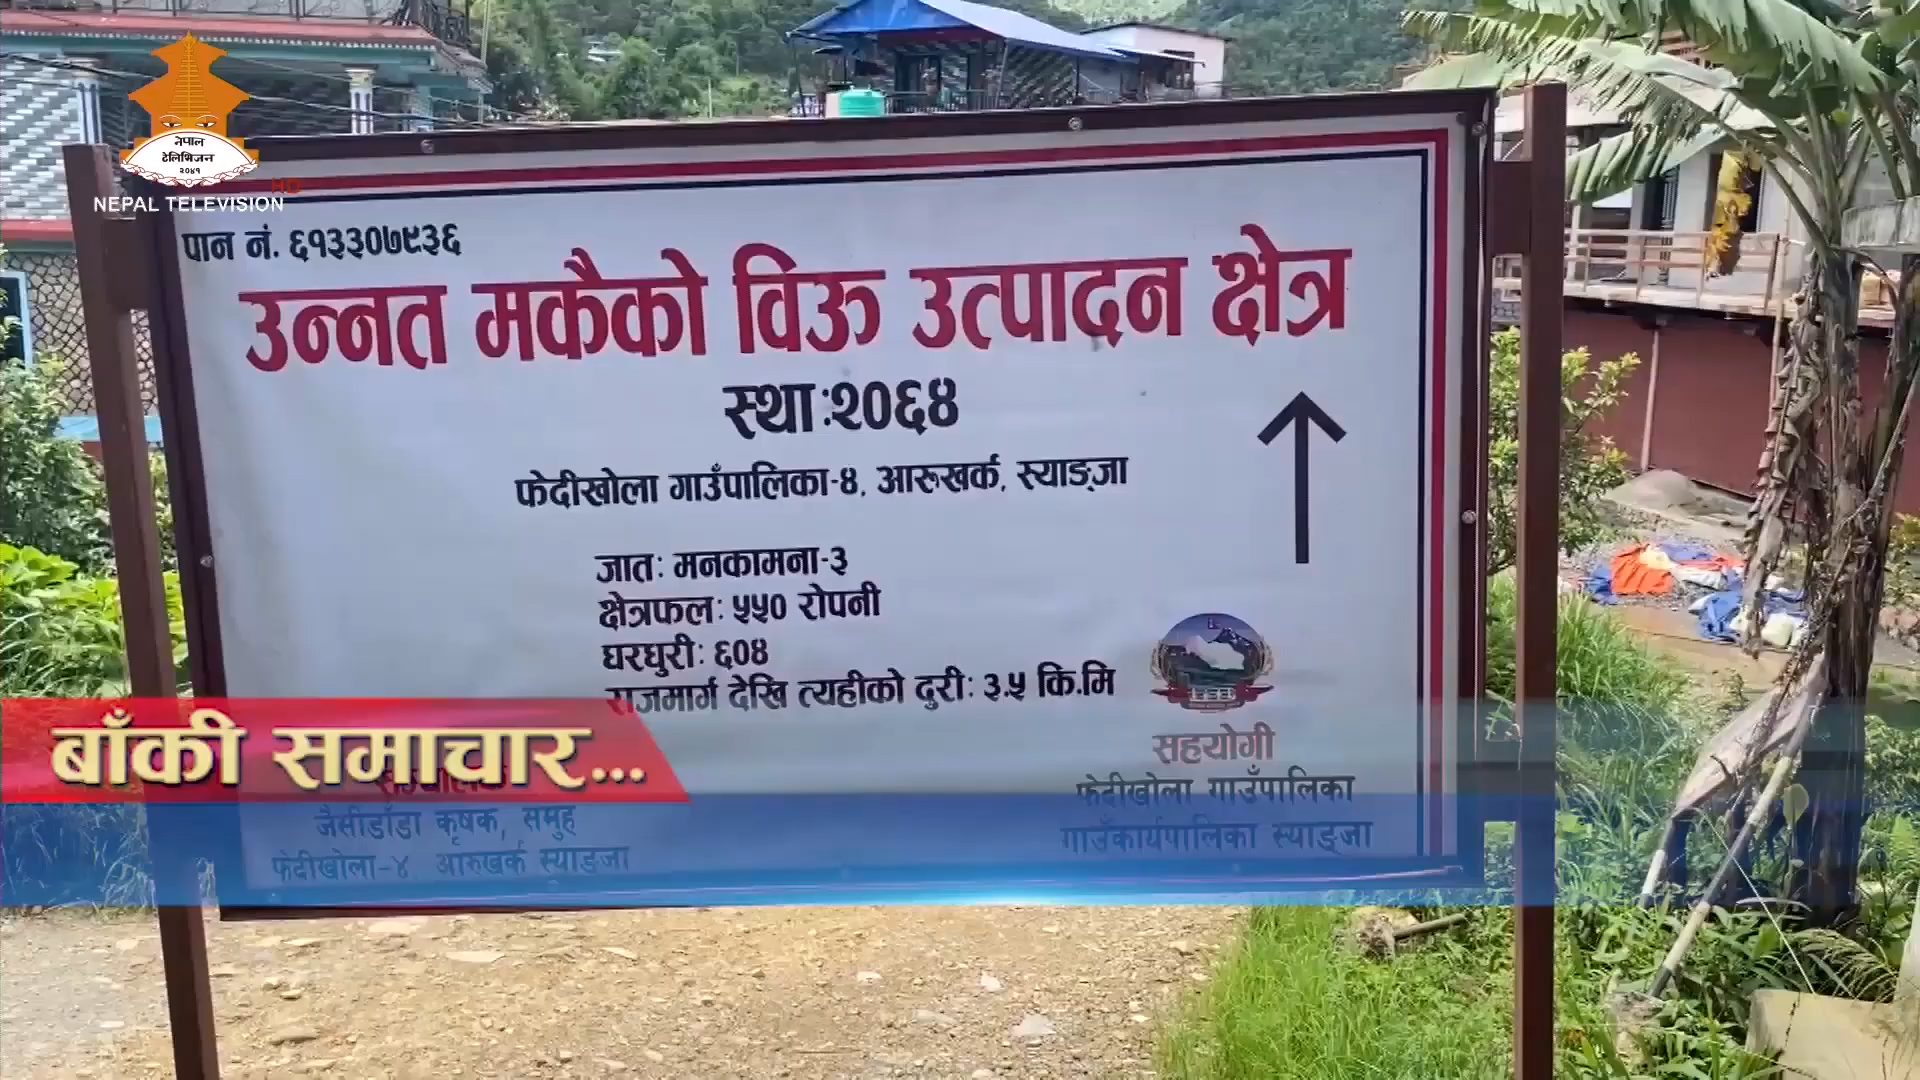 नेपाल
टेलिभिजन
२०४१
HD
NEPAL TELEVISION
पान नं. ६१३३०७९३६
उन्नत मकैको विऊ उत्पादन क्षेत्र
स्था:२०६४
फेदीखोला गाउँपालिका-४, आरुखर्क, स्याङ्जा
जात: मनकामना-३
क्षेत्रफल: ५५० रोपनी
घरधुरी: ६०४
राजमार्ग देखि त्यहीको दुरी: ३.५ कि.मि
बाँकी समाचार...
जैसीडाँडा कृषक, समुह
फेदीखोला-४, आरुखर्क स्याङ्जा
सहयोगी
फेदीखोला गाउँपालिका
गाउँकार्यपालिका स्याङ्जा